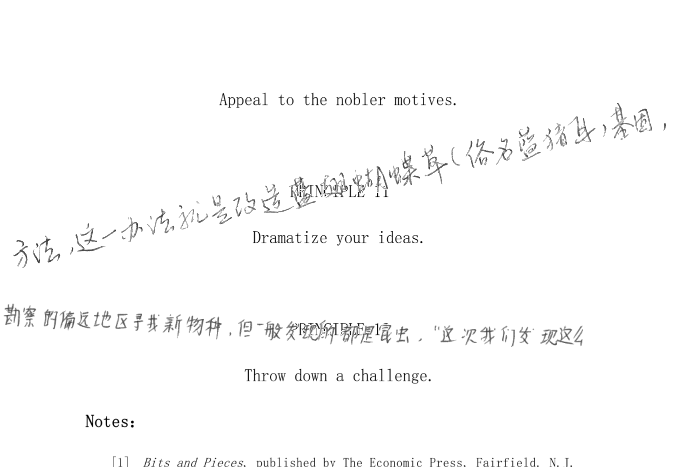 Appeal to the nobler motives.
方法,这一办法就是改造蓝蝴蝶草(俗名蓝猪耳)基因,
PRINCIPLE 11
Dramatize your ideas.
勘察的偏远地区寻找新物种,但一般发现的都是昆虫。“这次我们发现这么
PRINCIPLE 12
Throw down a challenge.
Notes:
[1] Bits and Pieces, published by The Economic Press, Fairfield, N.J.